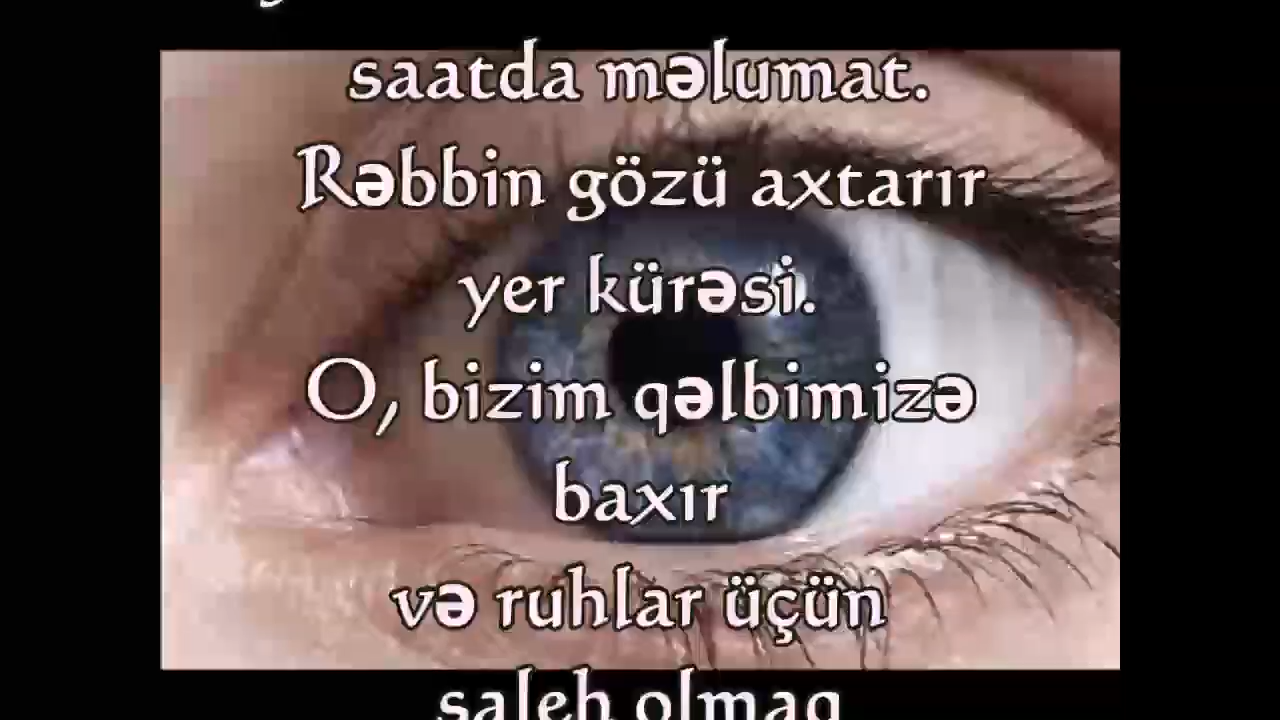 saatda məlumat.
Rəbbin gözü axtarır
yer kürəsi.
O, bizim qəlbimizə
baxır
və ruhlar üçün
saleh olmaq